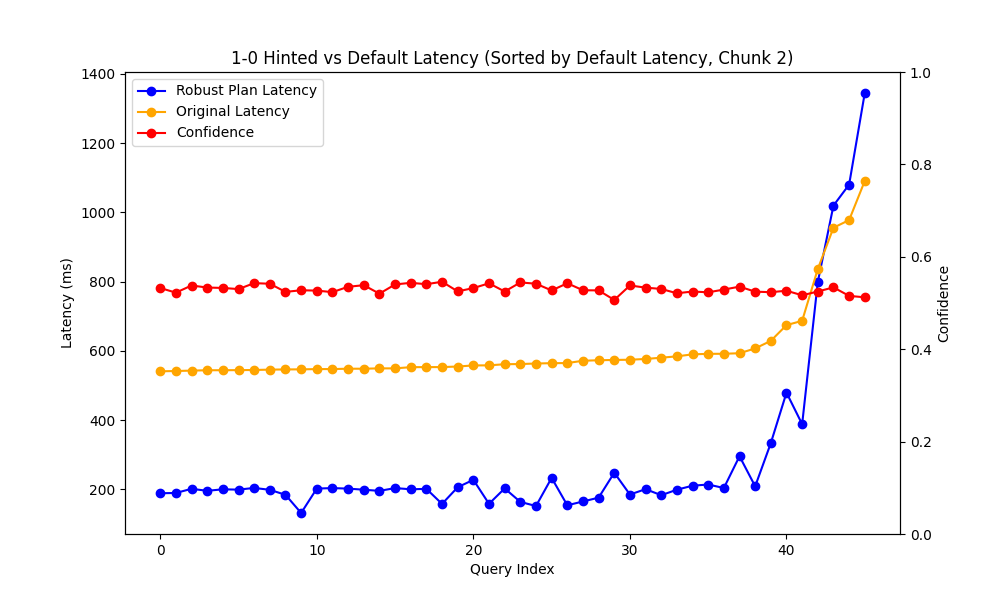 1-0 Hinted vs Default Latency (Sorted by Default Latency, Chunk 2)
Robust Plan Latency
Original Latency
Confidence
Latency (ms)
1400
1200
1000
800
600
400
200
1.0
0.8
0.6
0.4
0.2
0.0
Confidence
0 10 20 30 40
Query Index